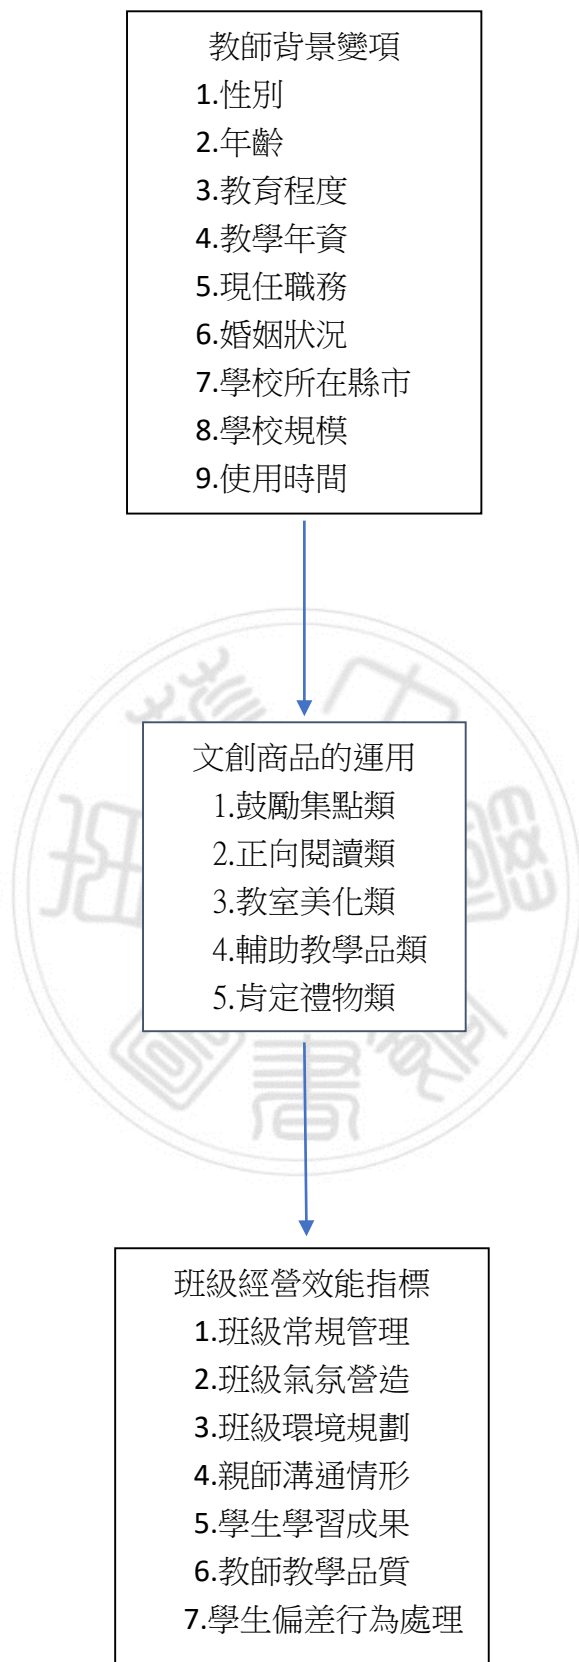 教師背景變項
1.性別
2.年齡
3.教育程度
4.教學年資
5.現任職務
6.婚姻狀況
7.學校所在縣市
8.學校規模
9.使用時間
文創商品的運用
1.鼓勵集點類
2.正向閱讀類
3.教室美化類
4.輔助教學品類
5.肯定禮物類
班級經營效能指標
1.班級常規管理
2.班級氣氛營造
3.班級環境規劃
4.親師溝通情形
5.學生學習成果
6.教師教學品質
7.學生偏差行為處理